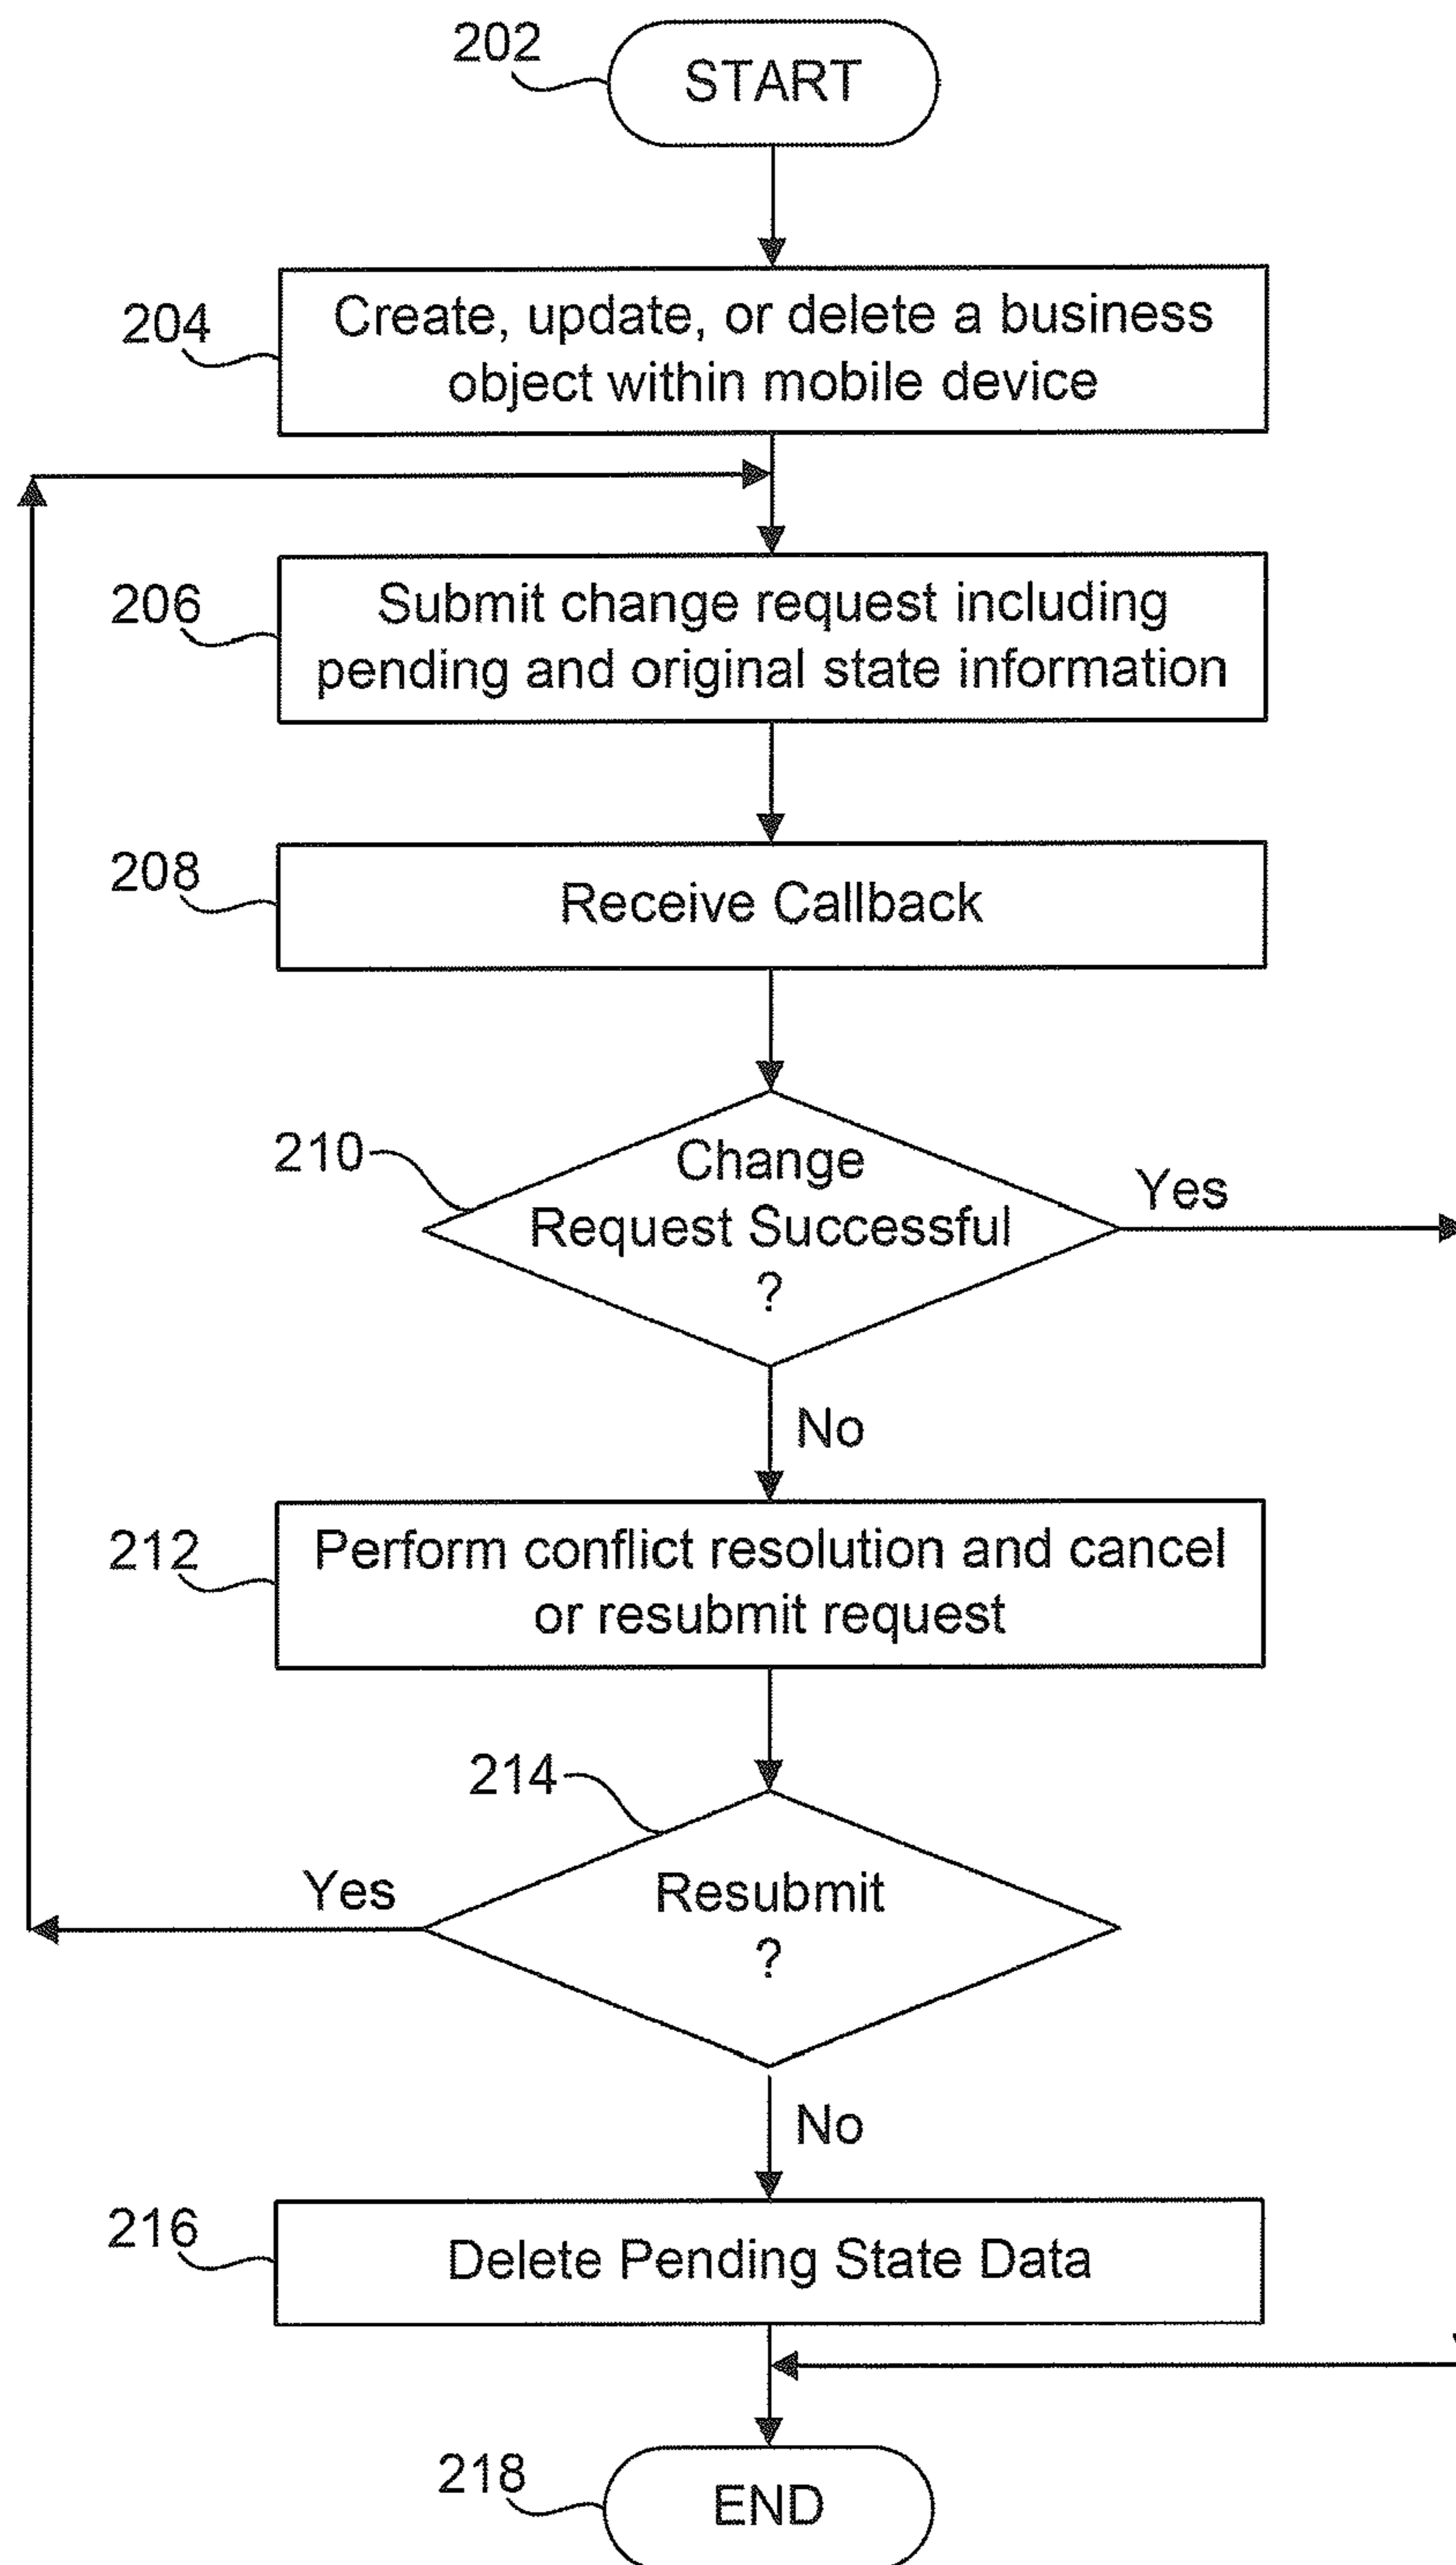 202
START
204
Create, update, or delete a business
object within mobile device
206
Submit change request including
pending and original state information
208
Receive Callback
210
Change
Request Successful
?
Yes
No
212
Perform conflict resolution and cancel
or resubmit request
214
Resubmit
?
Yes
No
216
Delete Pending State Data
218
END